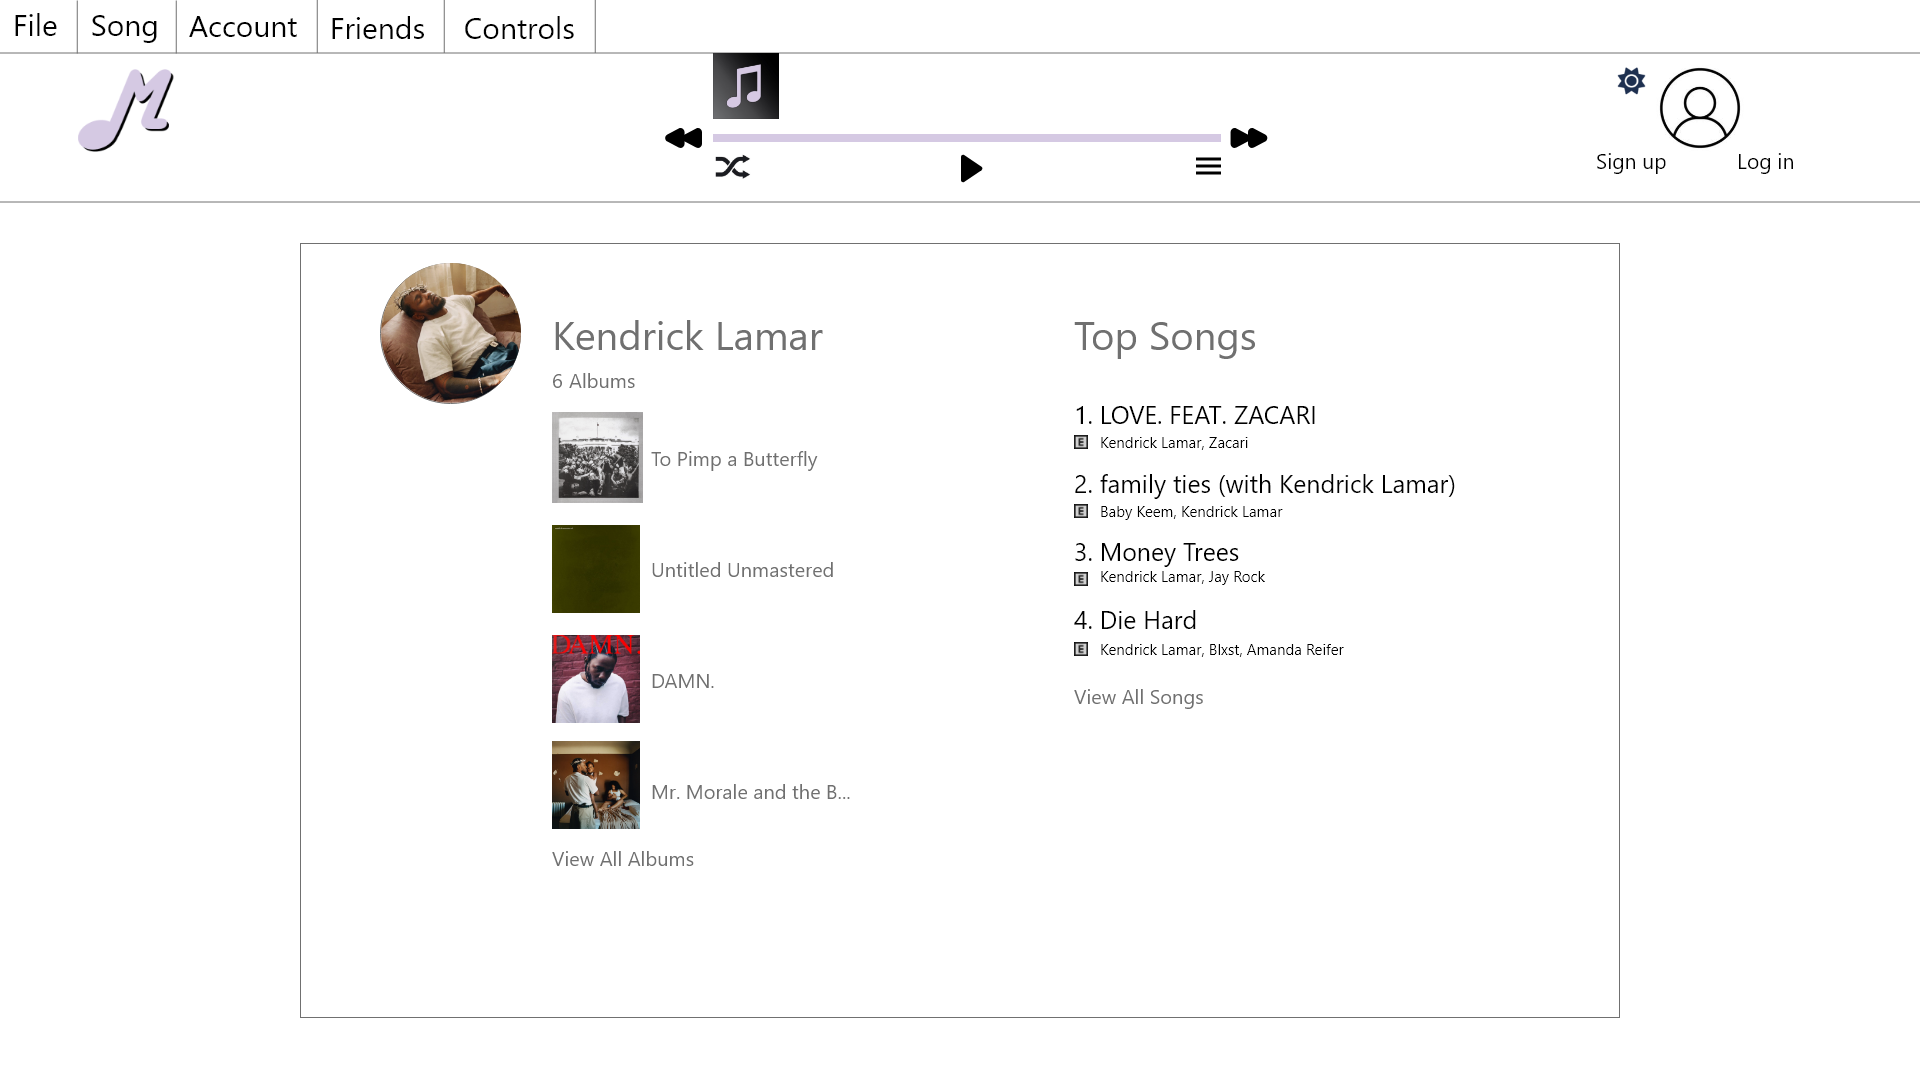 File
Song
Account
Friends
Controls
Sign up
Log in
Kendrick Lamar
6 Albums
To Pimp a Butterfly
Untitled Unmastered
DAMN.
DAMN.
Mr. Morale and the B...
View All Albums
Top Songs
1. LOVE. FEAT. ZACARI
E Kendrick Lamar, Zacari
2. family ties (with Kendrick Lamar)
E Baby Keem, Kendrick Lamar
3. Money Trees
E Kendrick Lamar, Jay Rock
4. Die Hard
E Kendrick Lamar, Blxst, Amanda Reifer
View All Songs